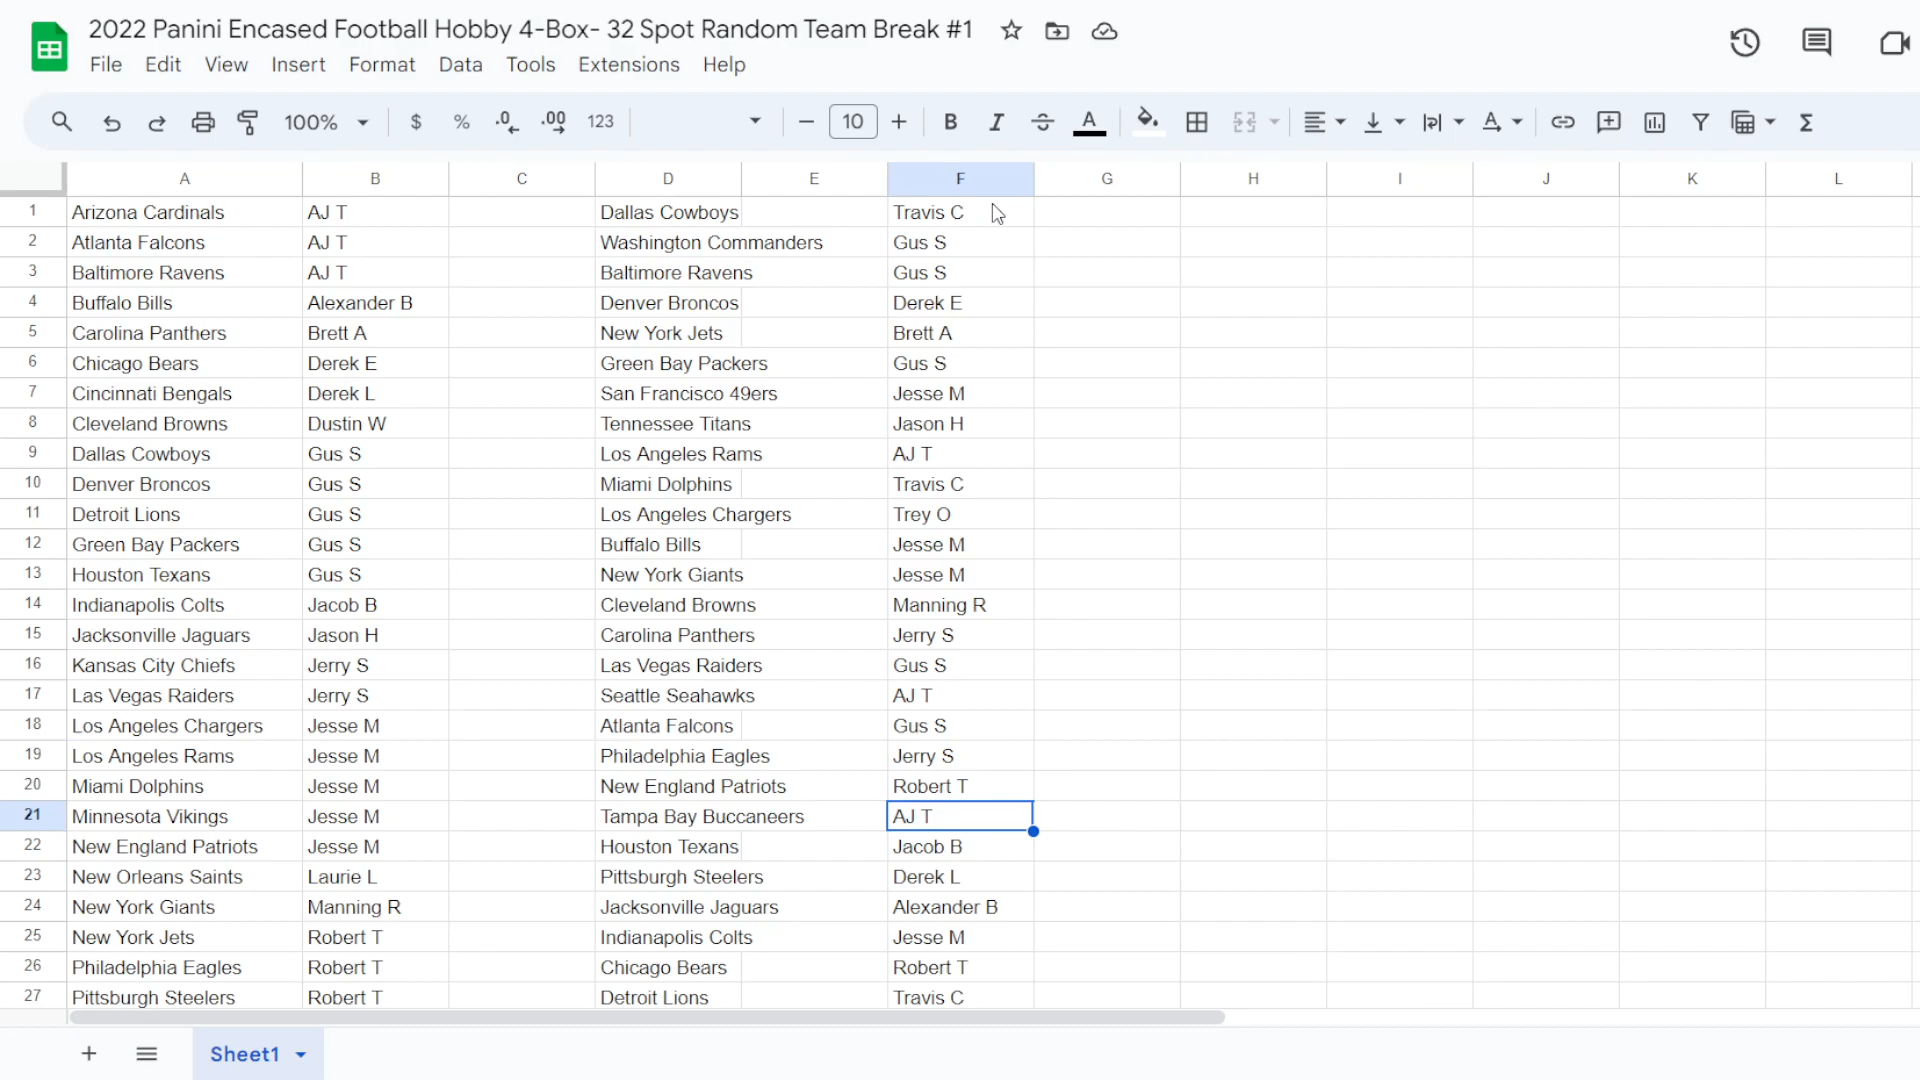 2022 Panini Encased Football Hobby 4-Box- 32 Spot Random Team Break #1
File Edit View Insert Format Data Tools Extensions Help
100% $ % .0 .00 123 10 B I A A Σ
A B C D E F G H I J K L
1 Arizona Cardinals AJ T Dallas Cowboys Travis C
2 Atlanta Falcons AJ T Washington Commanders Gus S
3 Baltimore Ravens AJ T Baltimore Ravens Gus S
4 Buffalo Bills Alexander B Denver Broncos Derek E
5 Carolina Panthers Brett A New York Jets Brett A
6 Chicago Bears Derek E Green Bay Packers Gus S
7 Cincinnati Bengals Derek L San Francisco 49ers Jesse M
8 Cleveland Browns Dustin W Tennessee Titans Jason H
9 Dallas Cowboys Gus S Los Angeles Rams AJ T
10 Denver Broncos Gus S Miami Dolphins Travis C
11 Detroit Lions Gus S Los Angeles Chargers Trey O
12 Green Bay Packers Gus S Buffalo Bills Jesse M
13 Houston Texans Gus S New York Giants Jesse M
14 Indianapolis Colts Jacob B Cleveland Browns Manning R
15 Jacksonville Jaguars Jason H Carolina Panthers Jerry S
16 Kansas City Chiefs Jerry S Las Vegas Raiders Gus S
17 Las Vegas Raiders Jerry S Seattle Seahawks AJ T
18 Los Angeles Chargers Jesse M Atlanta Falcons Gus S
19 Los Angeles Rams Jesse M Philadelphia Eagles Jerry S
20 Miami Dolphins Jesse M New England Patriots Robert T
21 Minnesota Vikings Jesse M Tampa Bay Buccaneers AJ T
22 New England Patriots Jesse M Houston Texans Jacob B
23 New Orleans Saints Laurie L Pittsburgh Steelers Derek L
24 New York Giants Manning R Jacksonville Jaguars Alexander B
25 New York Jets Robert T Indianapolis Colts Jesse M
26 Philadelphia Eagles Robert T Chicago Bears Robert T
27 Pittsburgh Steelers Robert T Detroit Lions Travis C
Sheet1